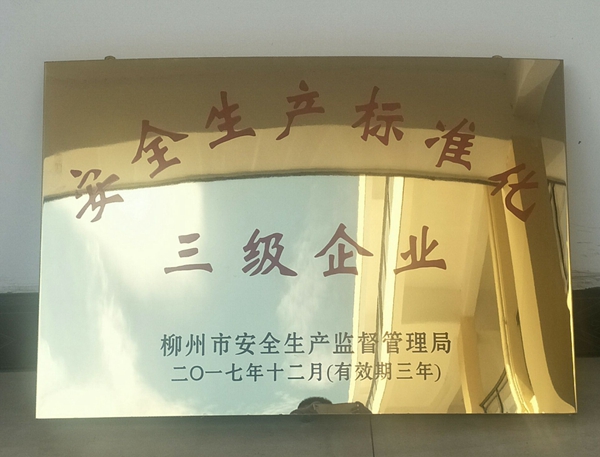 安全生产标准化
三级企业
柳州市安全生产监督管理局
二〇一七年十二月(有效期三年)